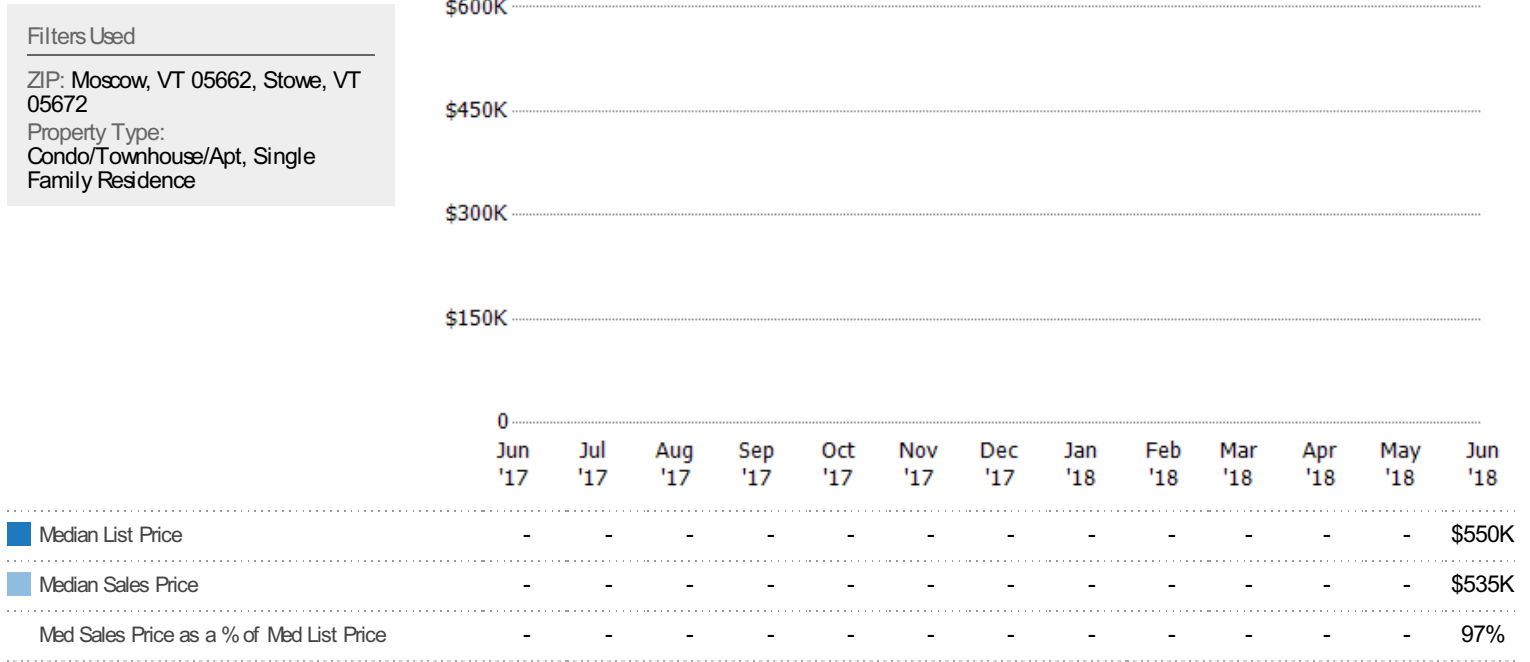 Filters Used
ZIP: Moscow, VT 05662, Stowe, VT
05672
Property Type:
Condo/Townhouse/Apt, Single
Family Residence
$600K
$450K
$300K
$150K
0
Jun Jul Aug Sep Oct Nov Dec Jan Feb Mar Apr May Jun
'17 '17 '17 '17 '17 '17 '17 '18 '18 '18 '18 '18 '18
Median List Price - - - - - - - - - - - - $550K
Median Sales Price - - - - - - - - - - - - $535K
Med Sales Price as a % of Med List Price - - - - - - - - - - - - 97%